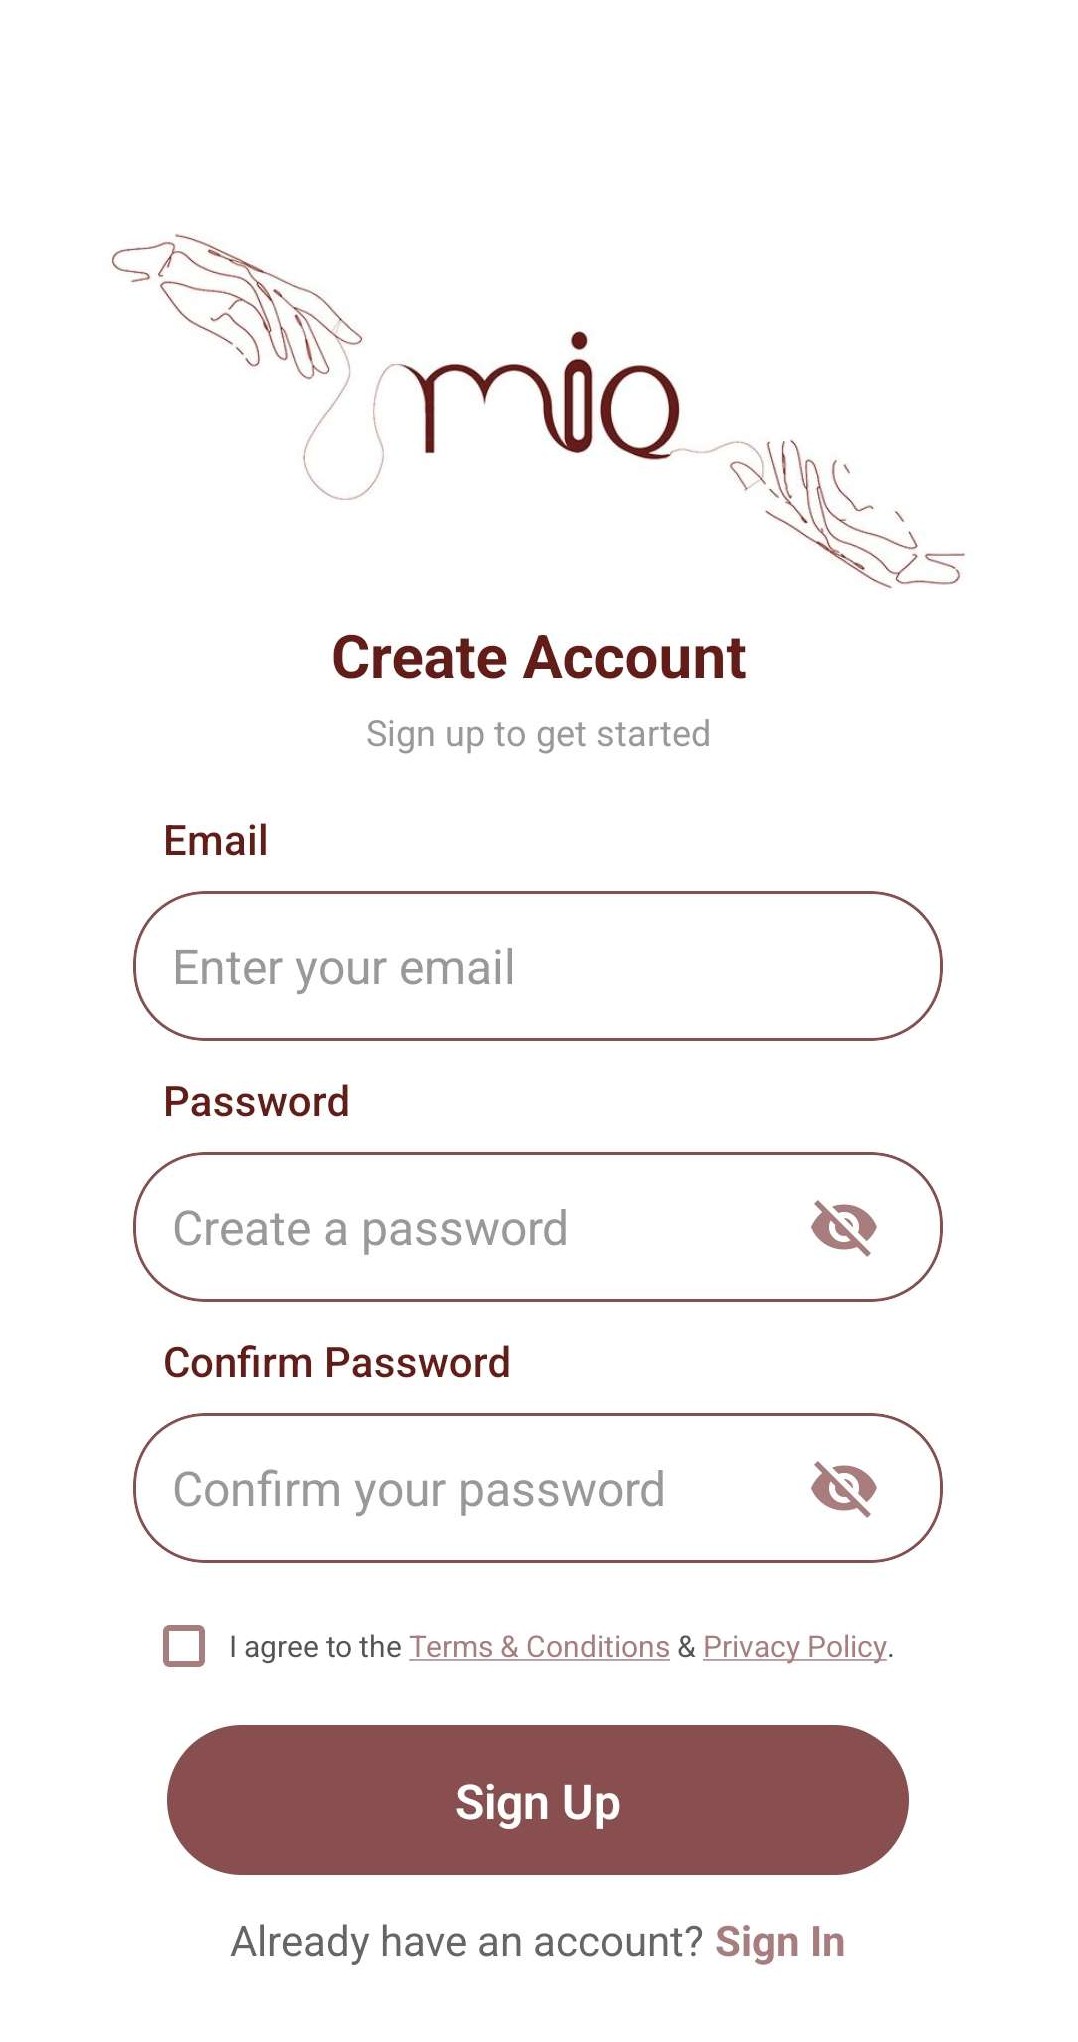 mio
Create Account
Sign up to get started
Email
Enter your email
Password
Create a password
Confirm Password
Confirm your password
I agree to the Terms & Conditions & Privacy Policy.
Sign Up
Already have an account? Sign In